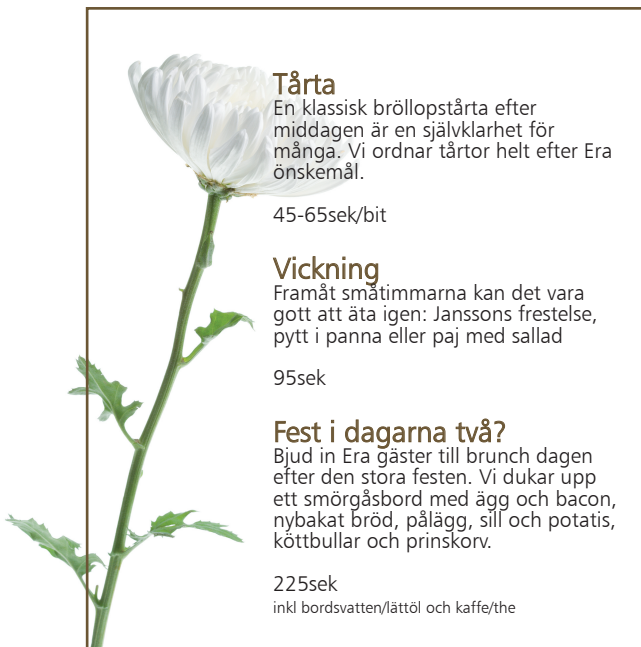 Tårta
En klassisk bröllopstårta efter
middagen är en självklarhet för
många. Vi ordnar tårtor helt efter Era
önskemål.
45-65sek/bit
Vickning
Framåt småtimmarna kan det vara
gott att äta igen: Janssons frestelse,
pytt i panna eller paj med sallad
95sek
Fest i dagarna två?
Bjud in Era gäster till brunch dagen
efter den stora festen. Vi dukar upp
ett smörgåsbord med ägg och bacon,
nybakat bröd, pålägg, sill och potatis,
köttbullar och prinskorv.
225sek
inkl bordsvatten/lättöl och kaffe/the